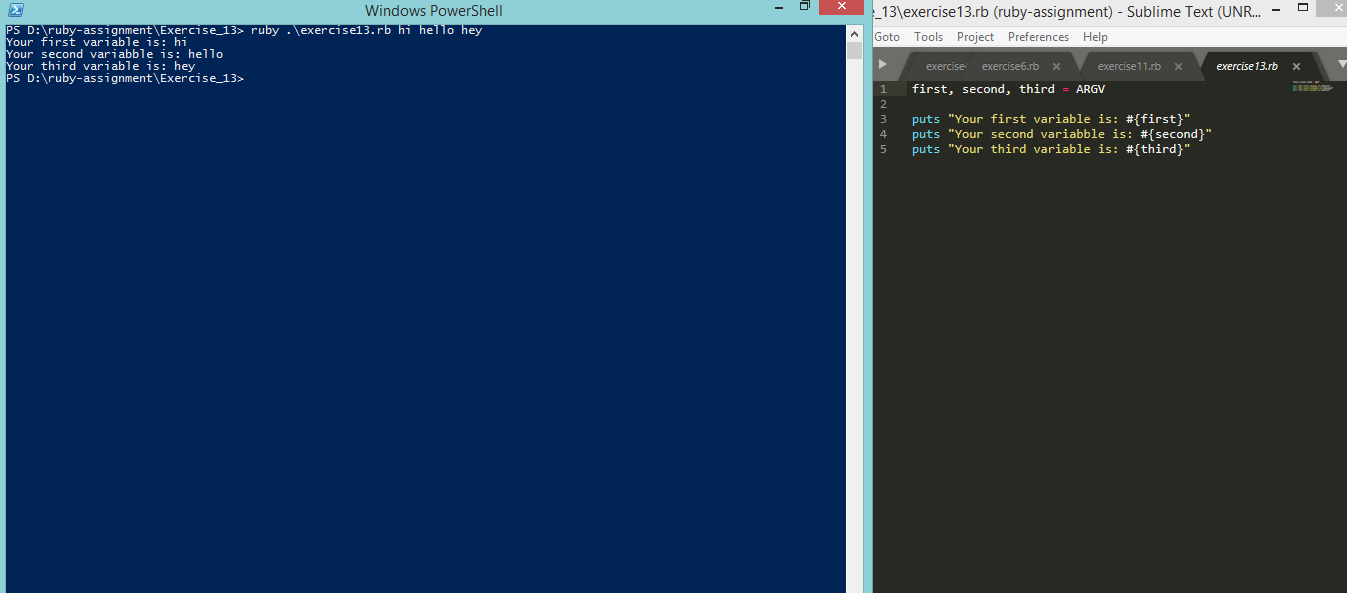 Windows PowerShell
PS D:\ruby-assignment\Exercise_13> ruby .\exercise13.rb hi hello hey
Your first variable is: hi
Your second variabble is: hello
Your third variable is: hey
PS D:\ruby-assignment\Exercise_13>
e_13\exercise13.rb (ruby-assignment) - Sublime Text (UNR...
Goto Tools Project Preferences Help
exercise exercise6.rb exercise11.rb exercise13.rb
1 first, second, third = ARGV
2
3 puts "Your first variable is: #{first}"
4 puts "Your second variabble is: #{second}"
5 puts "Your third variable is: #{third}"